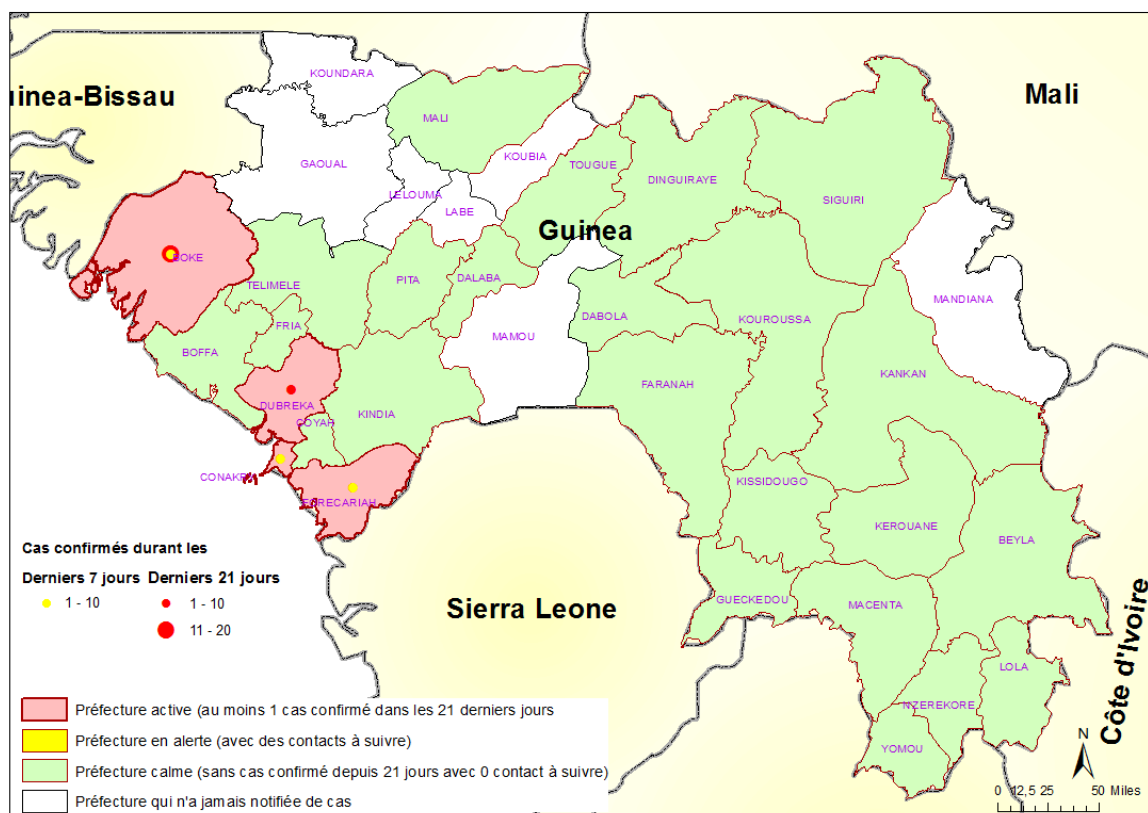 KOUNDARA
uinea-Bissau
Mali
MALI
KOUBIA
GAOUAL
TOUGUE
DINGUIRAYE
LELOUMA
LABE
SIGUIRI
Guinea
BOKE
PITA
DALABA
TELIMELE
MANDIANA
DABOLA
KOUROUSSA
FRIA
MAMOU
BOFFA
KANKAN
FARANAH
DUBREKA
KINDIA
COYAH
CONAKRY
KISSIDOUGO
FORECARIAH
KEROUANE
BEYLA
Cas confirmés durant les
Derniers 7 jours Derniers 21 jours
1 - 10 1 - 10
11 - 20
GUECKEDOU
MACENTA
Sierra Leone
Côte d'Ivoire
LOLA
N'ZEREKORE
YOMOU
N
Préfecture active (au moins 1 cas confirmé dans les 21 derniers jours
Préfecture en alerte (avec des contacts à suivre)
Préfecture calme (sans cas confirmé depuis 21 jours avec 0 contact à suivre)
Préfecture qui n'a jamais notifiée de cas
0 12,5 25 50 Miles